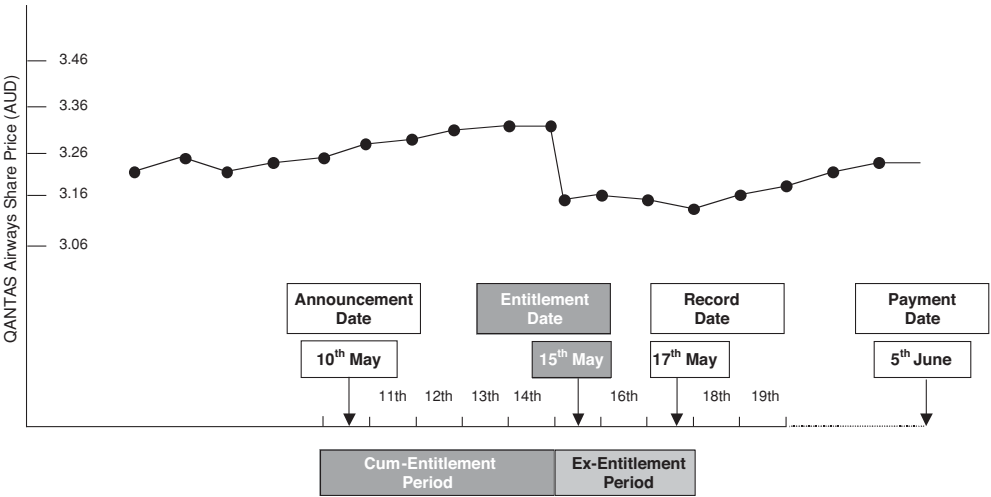 QANTAS Airways Share Price (AUD)
3.46
3.36
3.26
3.16
3.06
Announcement
Date
Entitlement
Date
Record
Date
Payment
Date
10th May
15th May
17th May
5th June
11th
12th
13th
14th
16th
18th
19th
Cum-Entitlement
Period
Ex-Entitlement
Period